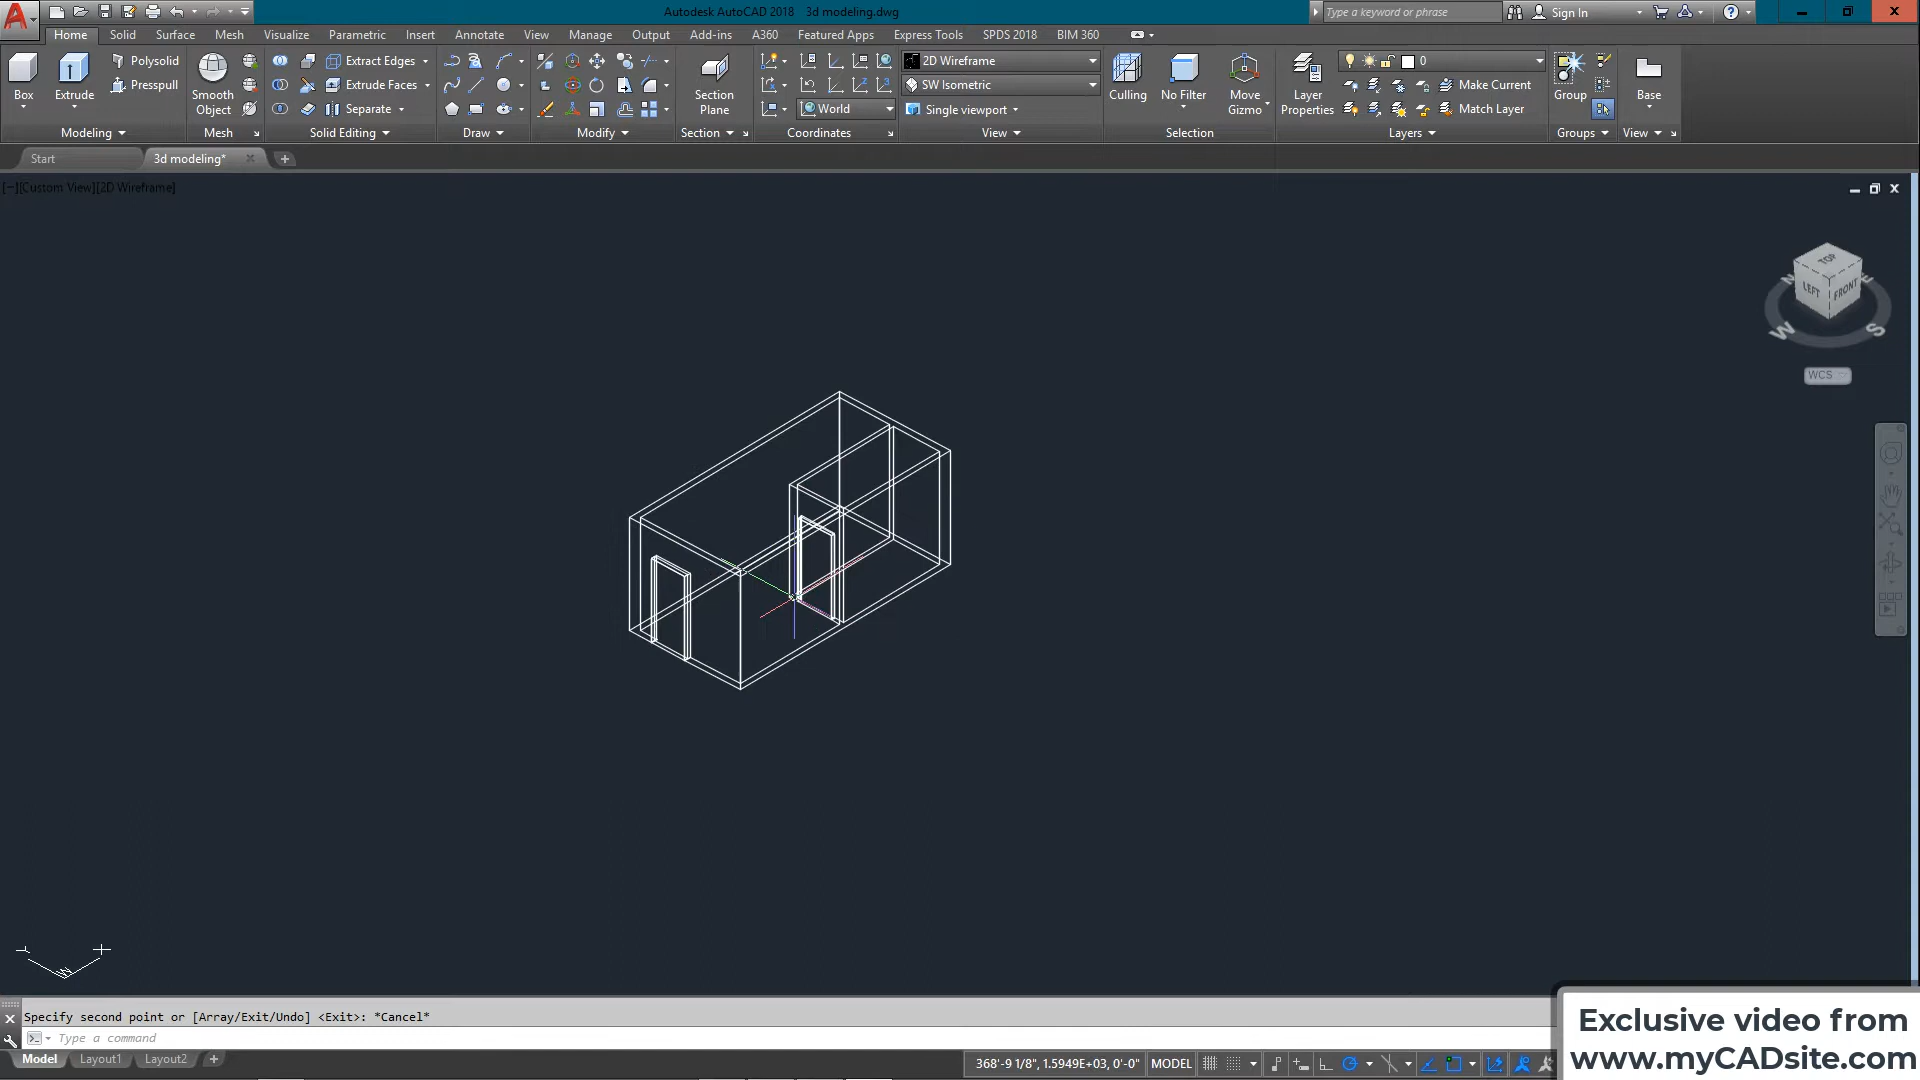 Autodesk AutoCAD 2018 3d modeling.dwg
Type a keyword or phrase
Sign In
Home Solid Surface Mesh Visualize Parametric Insert Annotate View Manage Output Add-ins A360 Featured Apps Express Tools SPDS 2018 BIM 360
Box
Extrude
Polysolid
Presspull
Modeling
Smooth
Object
Mesh
Extract Edges
Extrude Faces
Separate
Solid Editing
Draw
Modify
Section
Plane
Section
World
Coordinates
2D Wireframe
SW Isometric
Single viewport
View
Culling
No Filter
Move
Gizmo
Selection
Layer
Properties
0
Make Current
Match Layer
Layers
Group
Groups
Base
View
Start
3d modeling*
[−][Custom View][2D Wireframe]
TOP
LEFT
FRONT
N
E
W
S
WCS
Specify second point or [Array/Exit/Undo] <Exit>: *Cancel*
Type a command
Model Layout1 Layout2
368'-9 1/8", 1.5949E+03, 0'-0" MODEL
Exclusive video from
www.myCADsite.com